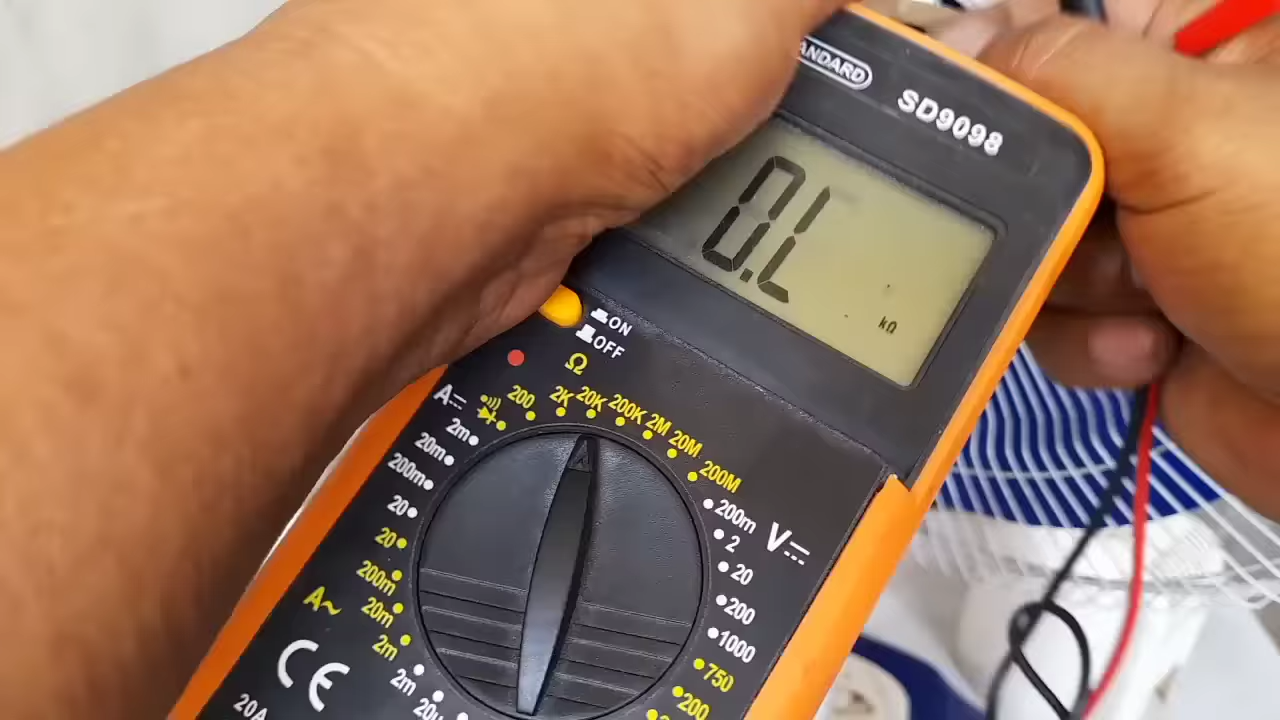 ANDARD
SD9098
0.L
kΩ
ON
OFF
Ω
200
2K
20K
200K
2M
20M
200M
A
2m
20m
200m
20
20
200m
20m
2m
A~
V
200m
2
20
200
1000
750
200
CE
20A
2m